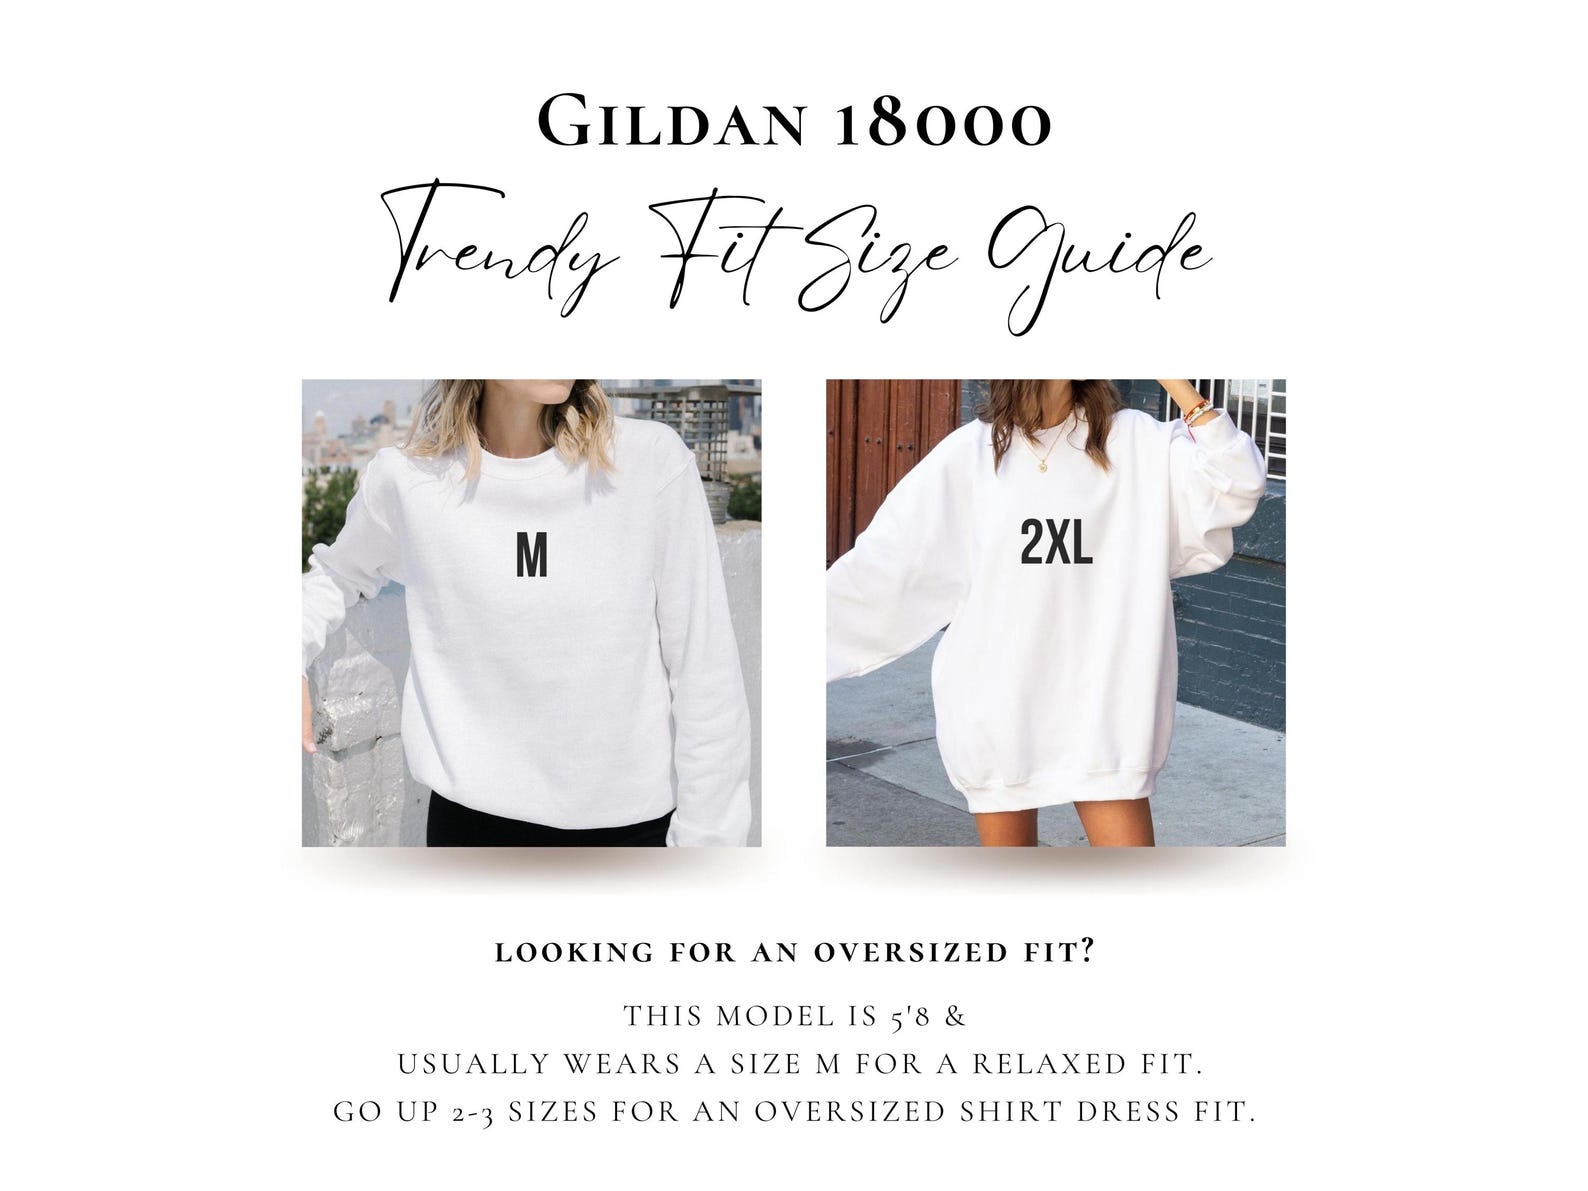 GILDAN 18000
Trendy Fit Size Guide
M
2XL
LOOKING FOR AN OVERSIZED FIT?
THIS MODEL IS 5'8 &
USUALLY WEARS A SIZE M FOR A RELAXED FIT.
GO UP 2-3 SIZES FOR AN OVERSIZED SHIRT DRESS FIT.